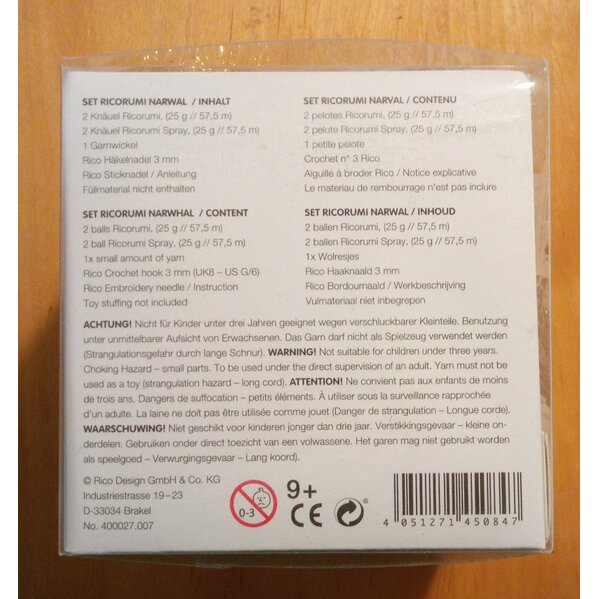 SET RICORUMI NARWAL / INHALT
2 Knäuel Ricorumi, (25 g // 57,5 m)
2 Knäuel Ricorumi Spray, (25 g // 57,5 m)
1 Garnwickel
Rico Häkelnadel 3 mm
Rico Sticknadel / Anleitung
Füllmaterial nicht enthalten
SET RICORUMI NARVAL / CONTENU
2 pelotes Ricorumi, (25 g // 57,5 m)
2 pelote Ricorumi Spray, (25 g // 57,5 m)
1 petite pelote
Crochet n° 3 Rico
Aiguille à broder Rico / Notice explicative
Le materiau de rembourrage n'est pas inclure
SET RICORUMI NARWHAL / CONTENT
2 balls Ricorumi, (25 g // 57,5 m)
2 ball Ricorumi Spray, (25 g // 57,5 m)
1x small amount of yarn
Rico Crochet hook 3 mm (UK8 – US G/6)
Rico Embroidery needle / Instruction
Toy stuffing not included
SET RICORUMI NARWAL / INHOUD
2 ballen Ricorumi, (25 g // 57,5 m)
2 ballen Ricorumi Spray, (25 g // 57,5 m)
1x Wolresjes
Rico Haaknaald 3 mm
Rico Bordournaald / Werkbeschrijving
Vulmateriaal niet inbegrepen
ACHTUNG! Nicht für Kinder unter drei Jahren geeignet wegen verschluckbarer Kleinteile. Benutzung
unter unmittelbarer Aufsicht von Erwachsenen. Das Garn darf nicht als Spielzeug verwendet werden
(Strangulationsgefahr durch lange Schnur). WARNING! Not suitable for children under three years.
Choking Hazard – small parts. To be used under the direct supervision of an adult. Yarn must not be
used as a toy (strangulation hazard – long cord). ATTENTION! Ne convient pas aux enfants de moins
de trois ans. Dangers de suffocation – petits éléments. À utiliser sous la surveillance rapprochée
d'un adulte. La laine ne doit pas être utilisée comme jouet (Danger de strangulation – Longue corde).
WAARSCHUWING! Niet geschikt voor kinderen jonger dan drie jaar. Verstikkingsgevaar – kleine on-
derdelen. Gebruiken onder direct toezicht van een volwassene. Het garen mag niet gebruikt worden
als speelgoed – Verwurgingsgevaar – Lang koord).
© Rico Design GmbH & Co. KG
Industriestrasse 19–23
D-33034 Brakel
No. 400027.007
0-3
9+
CE
®
4 051271 450847